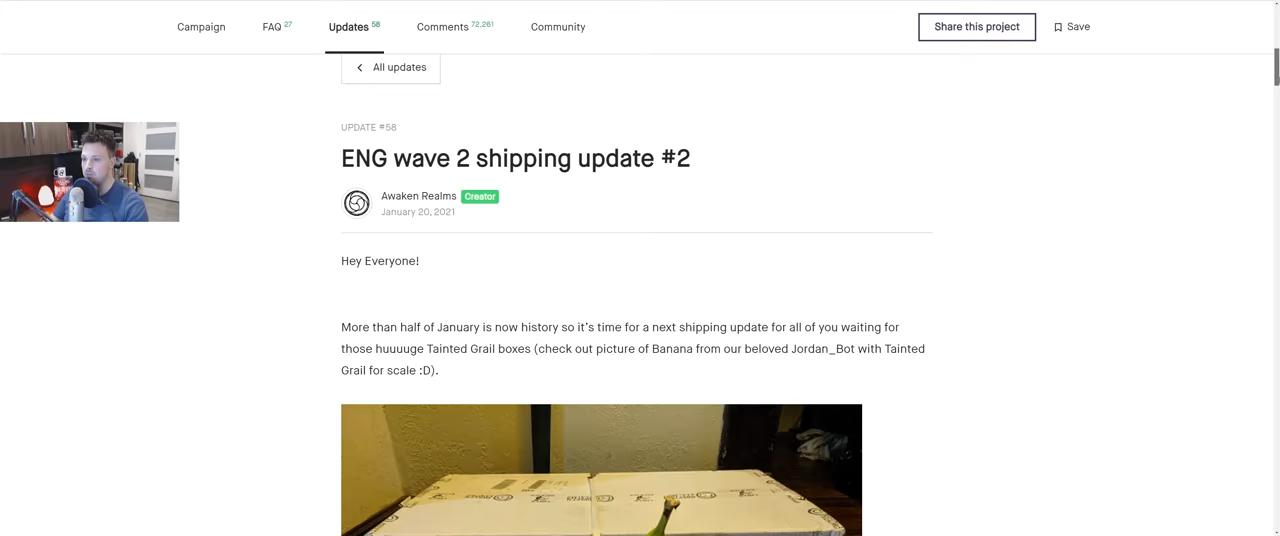 Campaign FAQ 27 Updates 58 Comments 72,261 Community Share this project Save
All updates
UPDATE #58
ENG wave 2 shipping update #2
Awaken Realms Creator
January 20, 2021
Hey Everyone!
More than half of January is now history so it's time for a next shipping update for all of you waiting for
those huuuuge Tainted Grail boxes (check out picture of Banana from our beloved Jordan_Bot with Tainted
Grail for scale :D).